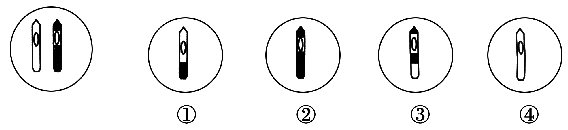 ① ② ③ ④